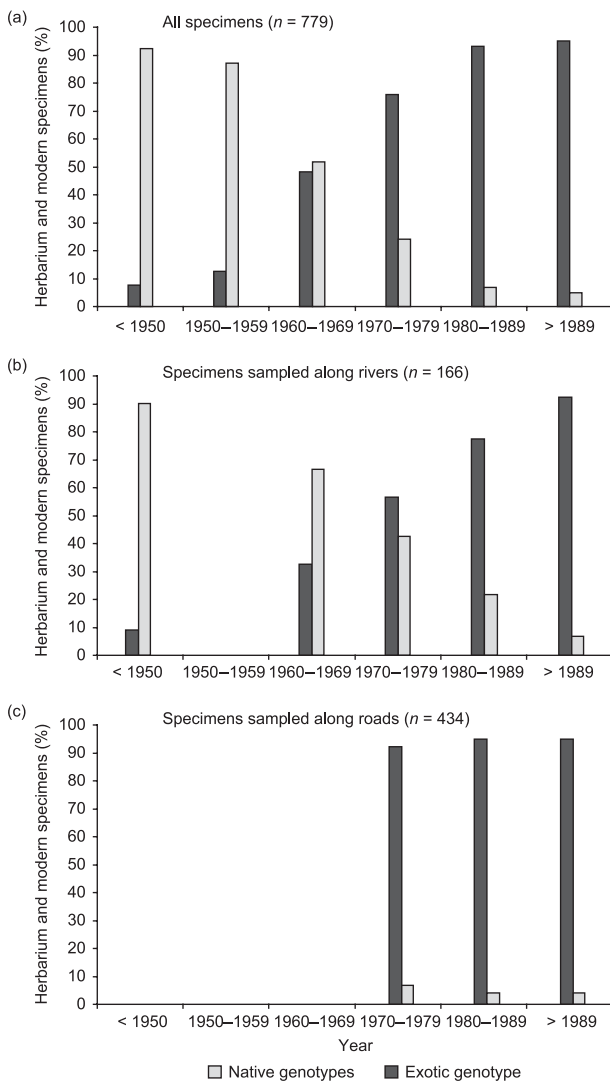 (a)
All specimens (n = 779)
Herbarium and modern specimens (%)
100
90
80
70
60
50
40
30
20
10
0
< 1950 1950–1959 1960–1969 1970–1979 1980–1989 > 1989
(b)
Specimens sampled along rivers (n = 166)
Herbarium and modern specimens (%)
100
90
80
70
60
50
40
30
20
10
0
< 1950 1950–1959 1960–1969 1970–1979 1980–1989 > 1989
(c)
Specimens sampled along roads (n = 434)
Herbarium and modern specimens (%)
100
90
80
70
60
50
40
30
20
10
0
< 1950 1950–1959 1960–1969 1970–1979 1980–1989 > 1989
Year
Native genotypes Exotic genotype